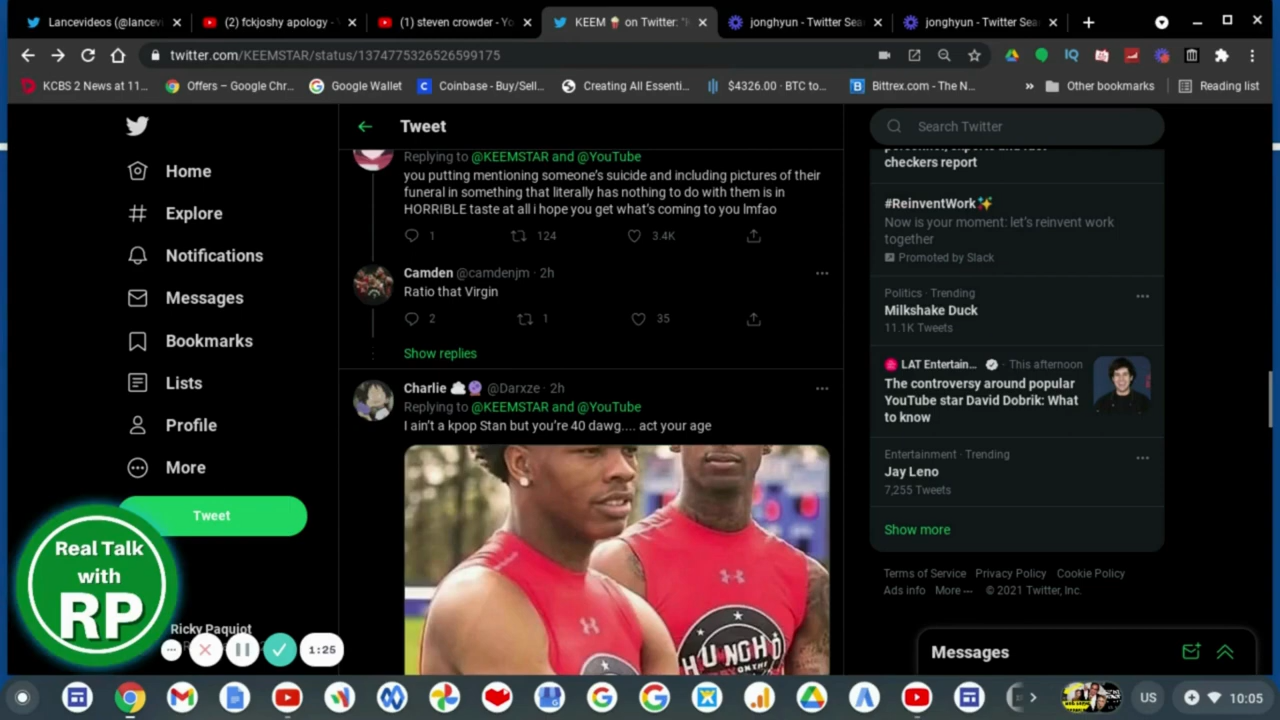 Lancevideos (@lancevi
(2) fckjoshy apology - Y
(1) steven crowder - Yo
KEEM 🍿 on Twitter: "
jonghyun - Twitter Sea
jonghyun - Twitter Sea
twitter.com/KEEMSTAR/status/1374775326526599175
KCBS 2 News at 11...
Offers – Google Chr...
Google Wallet
Coinbase - Buy/Sell...
Creating All Essenti...
$4326.00 · BTC to...
Bittrex.com - The N...
»
Other bookmarks
Reading list
Home
Explore
Notifications
Messages
Bookmarks
Lists
Profile
More
Tweet
Tweet
Replying to @KEEMSTAR and @YouTube
you putting mentioning someone's suicide and including pictures of their
funeral in something that literally has nothing to do with them is in
HORRIBLE taste at all i hope you get what's coming to you lmfao
1 124 3.4K
Camden @camdenjm · 2h
Ratio that Virgin
2 1 35
Show replies
Charlie ☁️🔮 @Darxze · 2h
Replying to @KEEMSTAR and @YouTube
I ain't a kpop Stan but you're 40 dawg.... act your age
Search Twitter
checkers report
#ReinventWork✨
Now is your moment: let's reinvent work
together
Promoted by Slack
Politics · Trending
Milkshake Duck
11.1K Tweets
LAT Entertain... · This afternoon
The controversy around popular
YouTube star David Dobrik: What
to know
Entertainment · Trending
Jay Leno
7,255 Tweets
Show more
Terms of Service Privacy Policy Cookie Policy
Ads info More ··· © 2021 Twitter, Inc.
Messages
Real Talk
with
RP
Ricky Paquiot
1:25
US
10:05